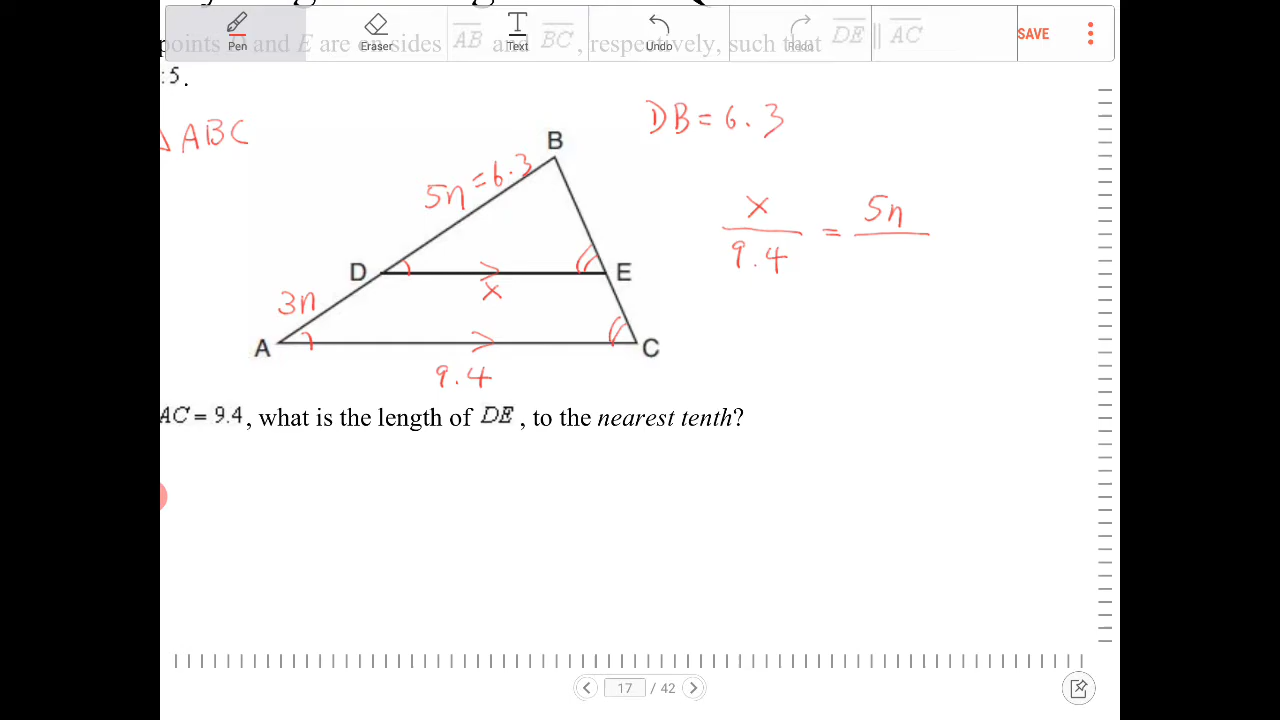 Pen Eraser Text Undo Redo SAVE
points D and E are on sides AB and BC, respectively, such that DE ∥ AC
:5.
ABC
DB = 6.3
B
5n = 6.3
x/9.4 = 5n/
D
E
x
3n
A
C
9.4
AC = 9.4, what is the length of DE, to the nearest tenth?
17 / 42